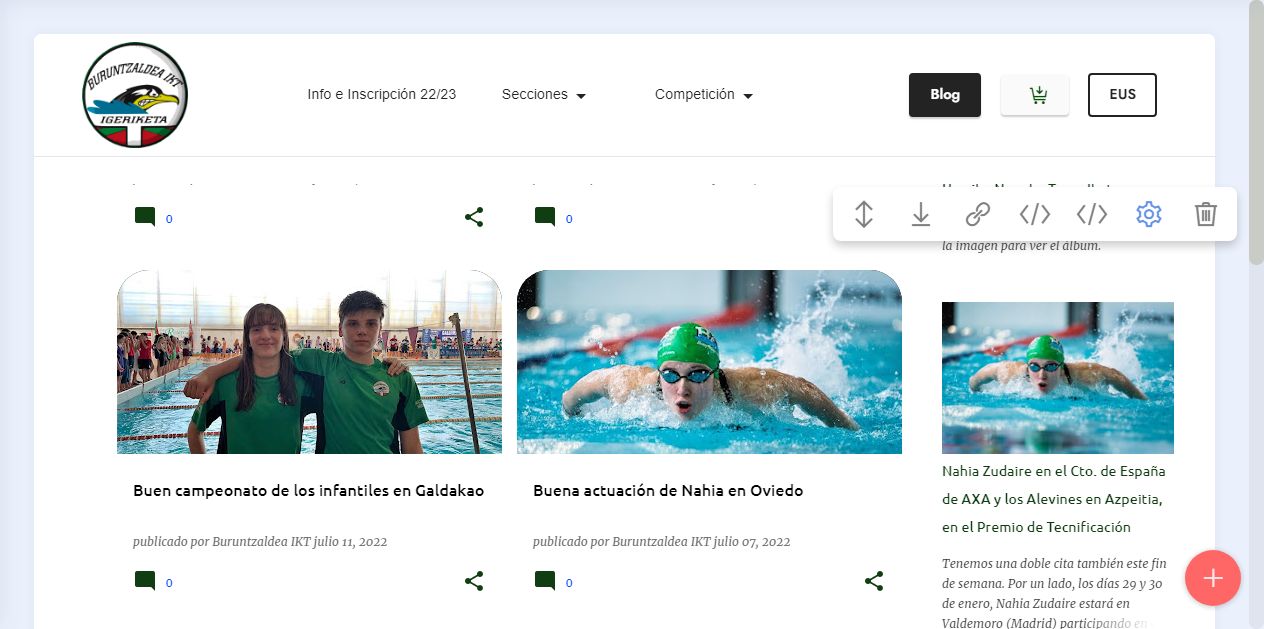 BURUNTZALDEA IKT
IGERIKETA
Info e Inscripción 22/23
Secciones
Competición
Blog
EUS
0
0
la imagen para ver el álbum.
Buen campeonato de los infantiles en Galdakao
publicado por Buruntzaldea IKT julio 11, 2022
0
Buena actuación de Nahia en Oviedo
publicado por Buruntzaldea IKT julio 07, 2022
0
Nahia Zudaire en el Cto. de España
de AXA y los Alevines en Azpeitia,
en el Premio de Tecnificación
Tenemos una doble cita también este fin
de semana. Por un lado, los días 29 y 30
de enero, Nahia Zudaire estará en
Valdemoro (Madrid) participando en